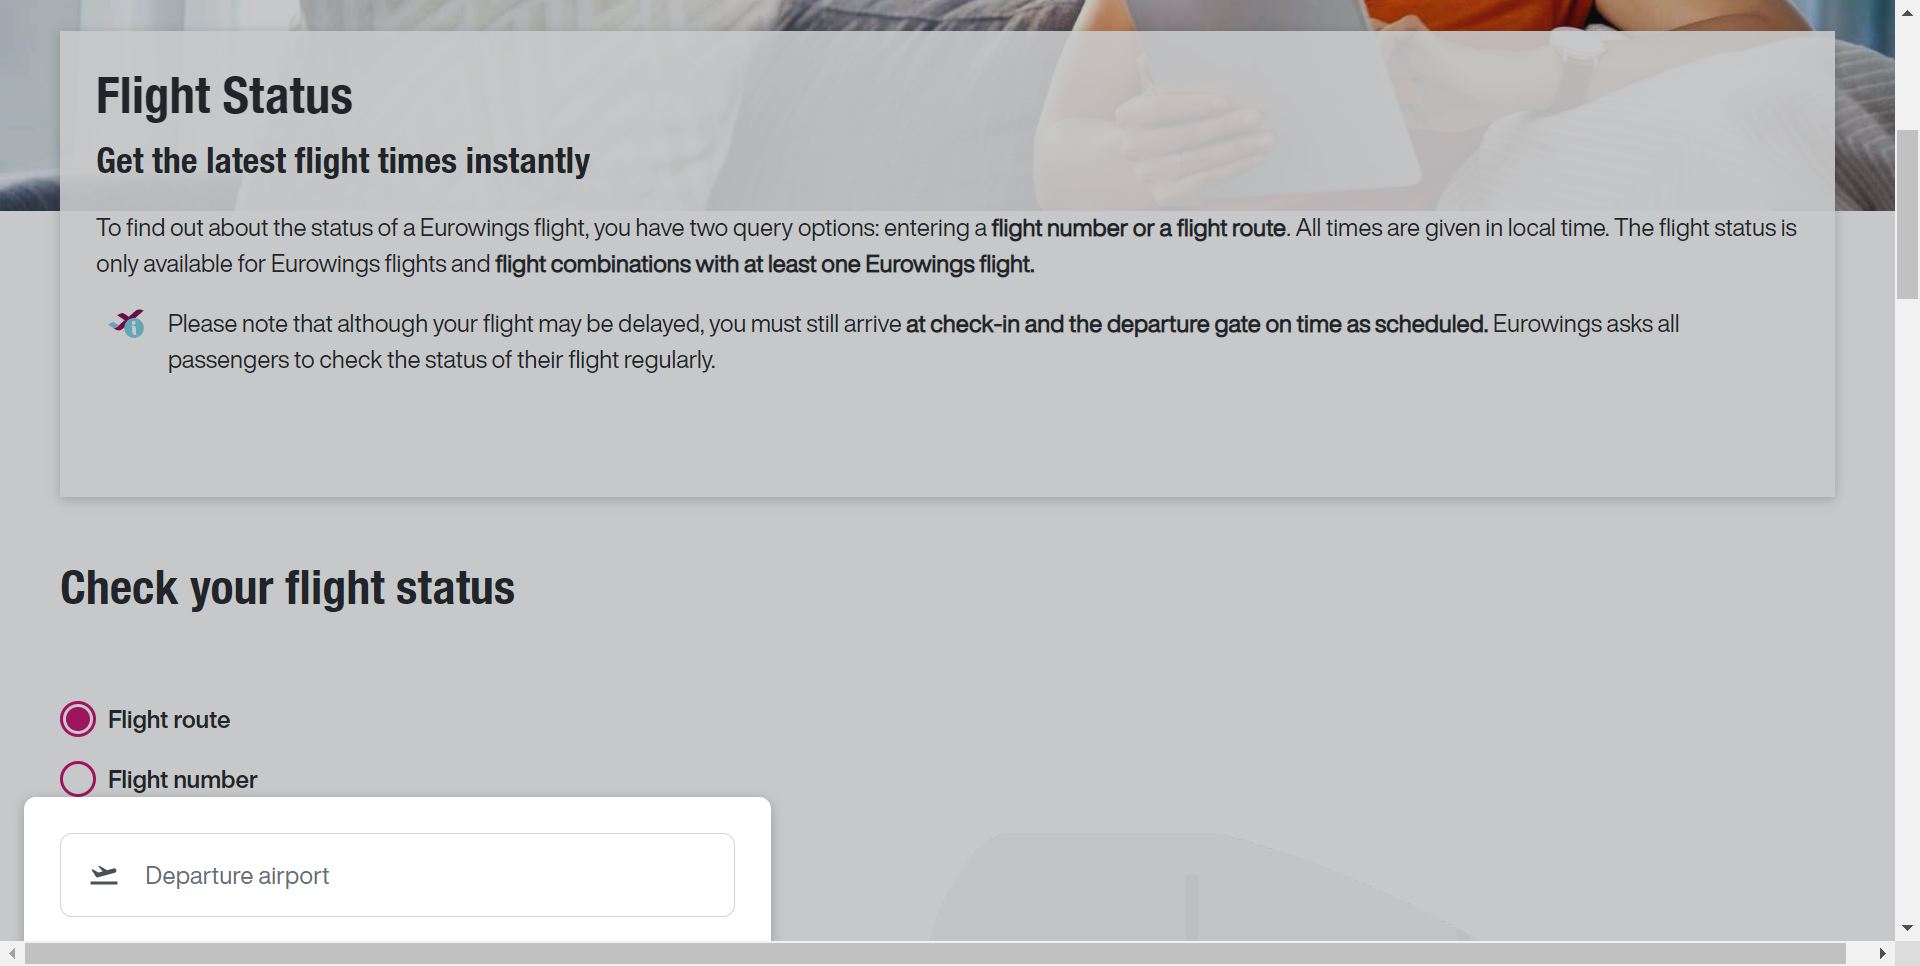 Flight Status
Get the latest flight times instantly
To find out about the status of a Eurowings flight, you have two query options: entering a flight number or a flight route. All times are given in local time. The flight status is
only available for Eurowings flights and flight combinations with at least one Eurowings flight.
Please note that although your flight may be delayed, you must still arrive at check-in and the departure gate on time as scheduled. Eurowings asks all
passengers to check the status of their flight regularly.
Check your flight status
Flight route
Flight number
Departure airport